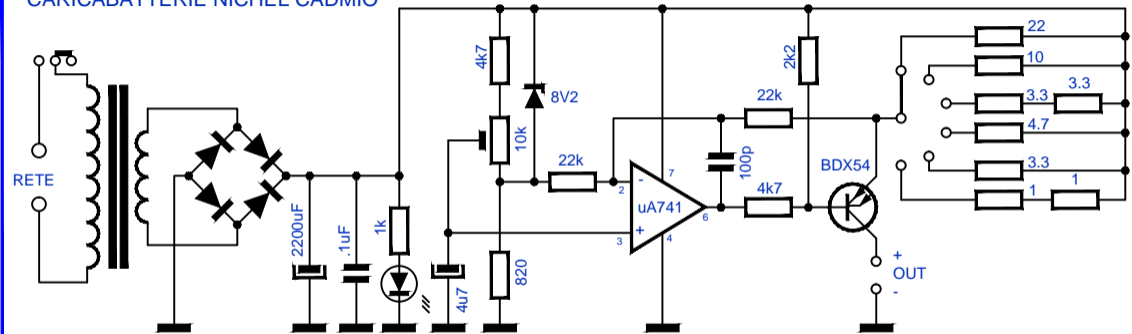 CARICABATTERIE NICHEL CADMIO
RETE
2200uF
.1uF
1k
4u7
4k7
10k
820
8V2
22k
2
3
-
+
uA741
7
4
6
100p
22k
4k7
2k2
BDX54
+
OUT
-
22
10
3.3
3.3
4.7
3.3
1
1